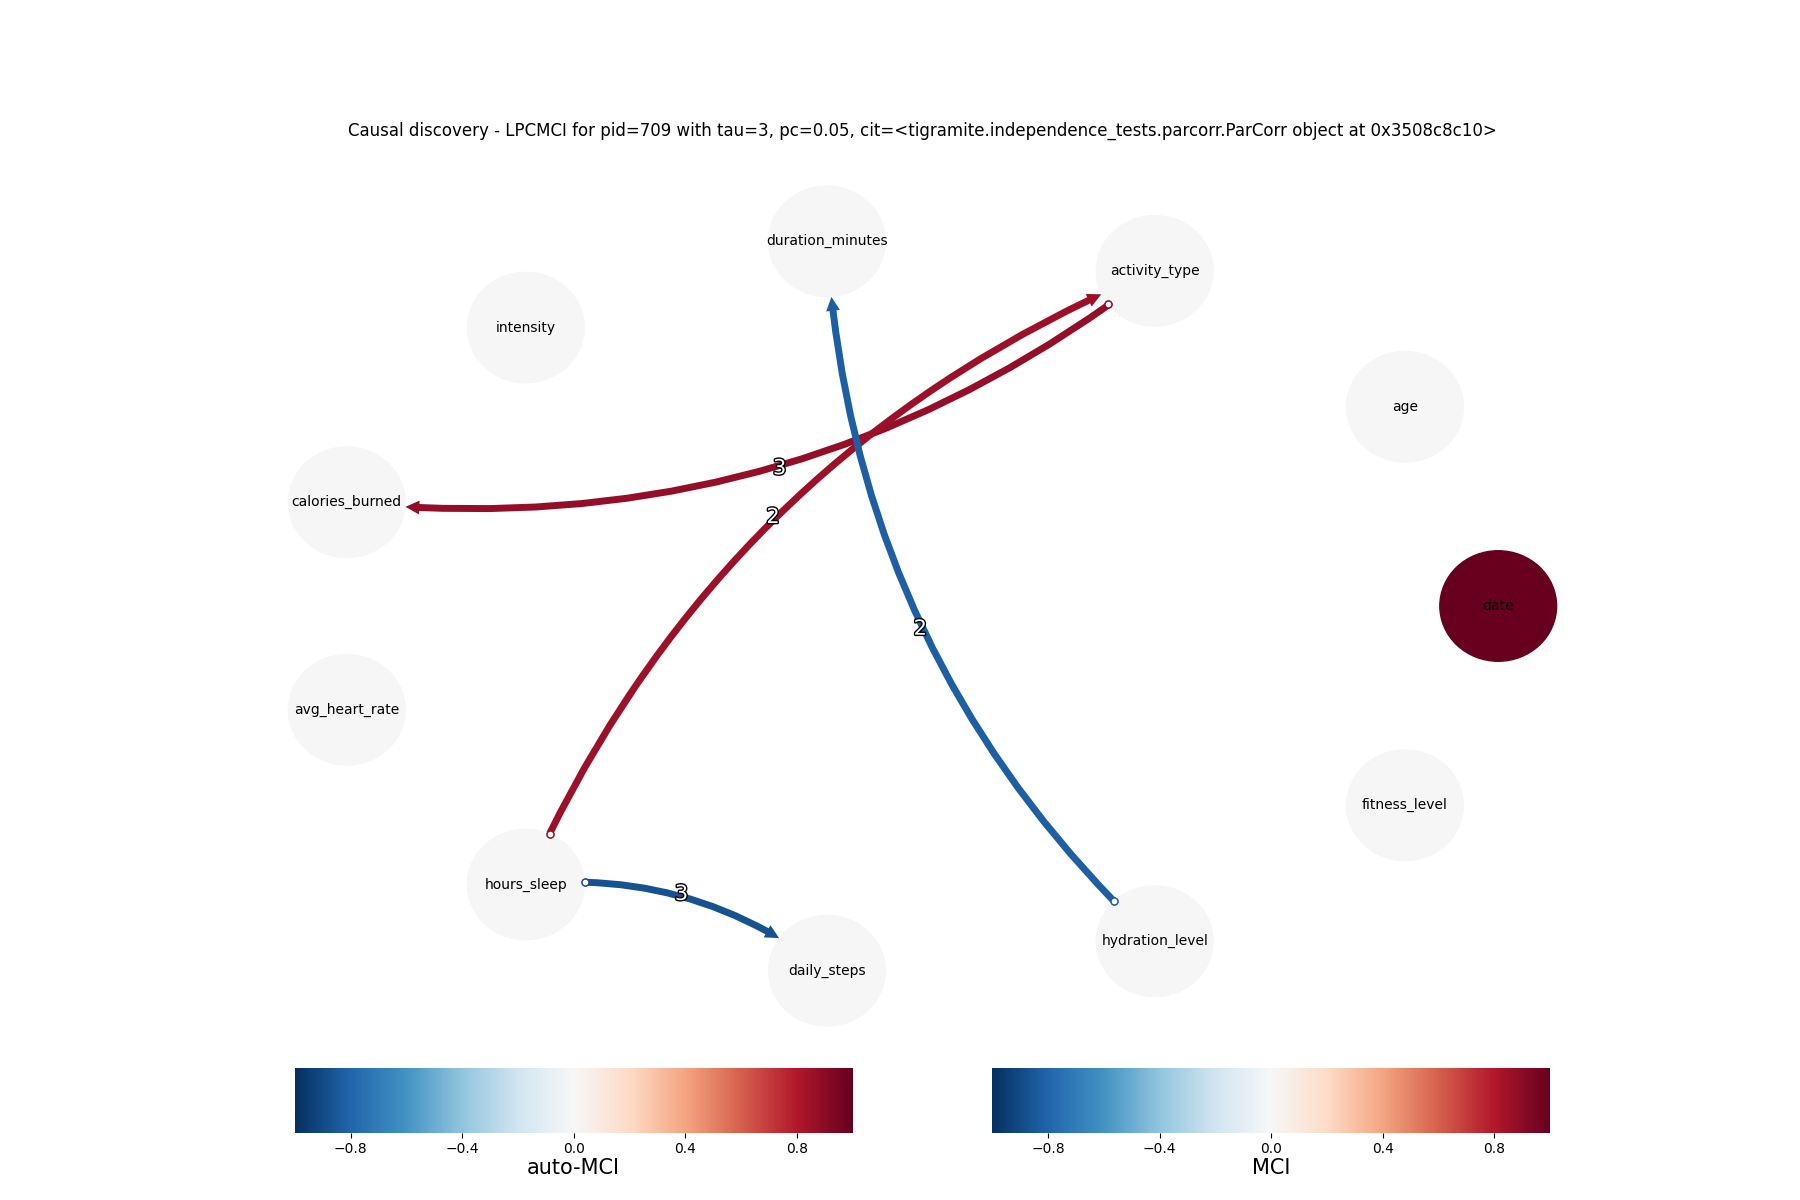 Causal discovery - LPCMCI for pid=709 with tau=3, pc=0.05, cit=<tigramite.independence_tests.parcorr.ParCorr object at 0x3508c8c10>
duration_minutes
activity_type
intensity
age
3
calories_burned
2
date
2
avg_heart_rate
fitness_level
hours_sleep
3
hydration_level
daily_steps
−0.8 −0.4 0.0 0.4 0.8
auto-MCI
−0.8 −0.4 0.0 0.4 0.8
MCI